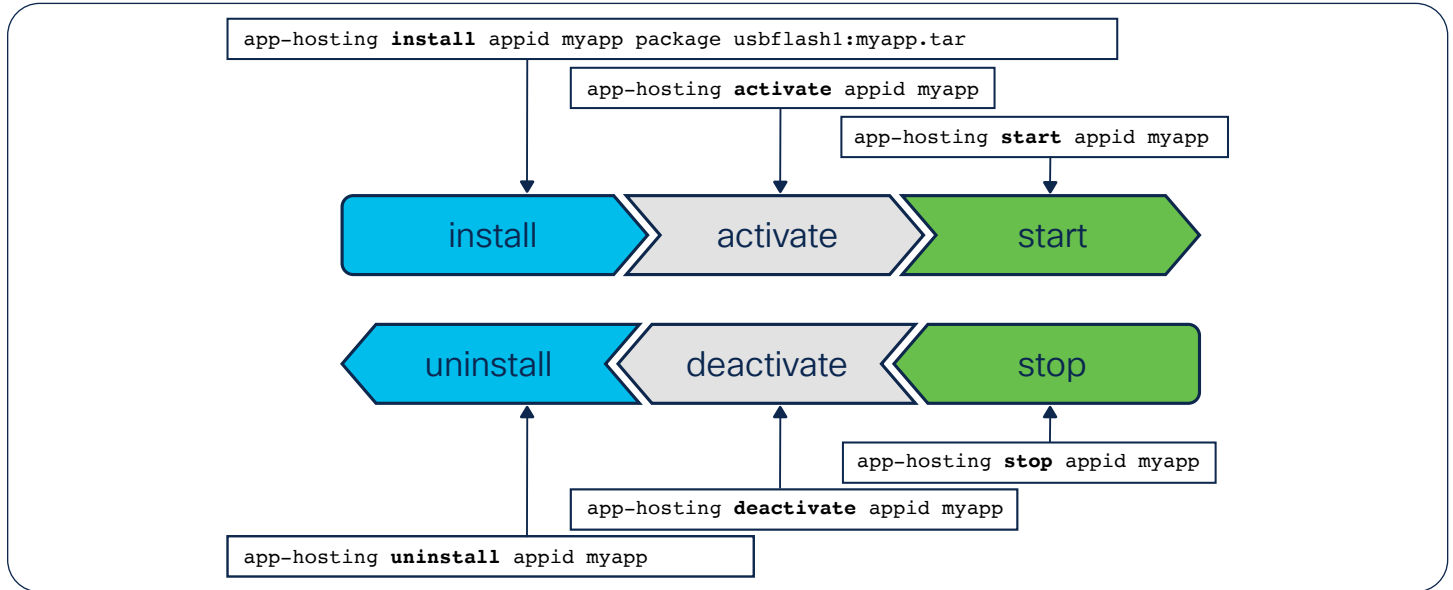 app-hosting install appid myapp package usbflash1:myapp.tar
app-hosting activate appid myapp
app-hosting start appid myapp
install
activate
start
uninstall
deactivate
stop
app-hosting stop appid myapp
app-hosting deactivate appid myapp
app-hosting uninstall appid myapp